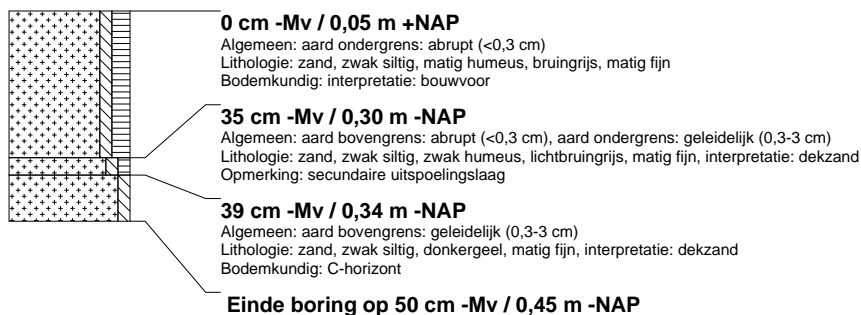 0 cm -Mv / 0,05 m +NAP
Algemeen: aard ondergrens: abrupt (<0,3 cm)
Lithologie: zand, zwak siltig, matig humeus, bruingrijs, matig fijn
Bodemkundig: interpretatie: bouwvoor
35 cm -Mv / 0,30 m -NAP
Algemeen: aard bovengrens: abrupt (<0,3 cm), aard ondergrens: geleidelijk (0,3-3 cm)
Lithologie: zand, zwak siltig, zwak humeus, lichtbruingrijs, matig fijn, interpretatie: dekzand
Opmerking: secundaire uitspoelingslaag
39 cm -Mv / 0,34 m -NAP
Algemeen: aard bovengrens: geleidelijk (0,3-3 cm)
Lithologie: zand, zwak siltig, donkergeel, matig fijn, interpretatie: dekzand
Bodemkundig: C-horizont
Einde boring op 50 cm -Mv / 0,45 m -NAP